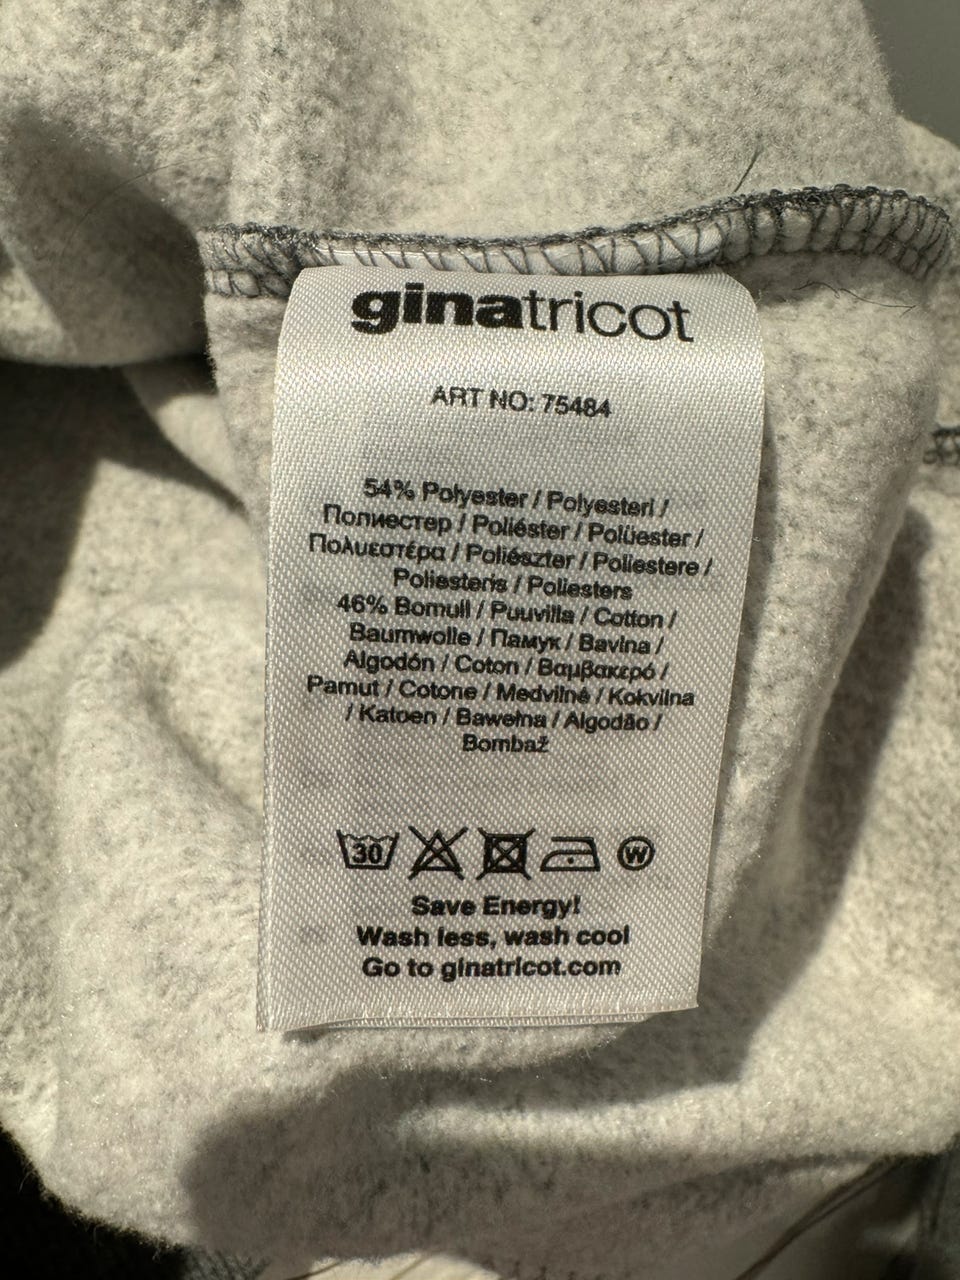 ginatricot
ART NO: 75484
54% Polyester / Polyesteri /
Полиестер / Poliéster / Polüester /
Πολυεστέρα / Poliészter / Poliestere /
Poliesteris / Poliesters
46% Bomull / Puuvilla / Cotton /
Baumwolle / Памук / Bavlna /
Algodón / Coton / Βαμβακερό /
Pamut / Cotone / Medvilnė / Kokvilna
/ Katoen / Bawełna / Algodão /
Bombaž
30 W
Save Energy!
Wash less, wash cool
Go to ginatricot.com